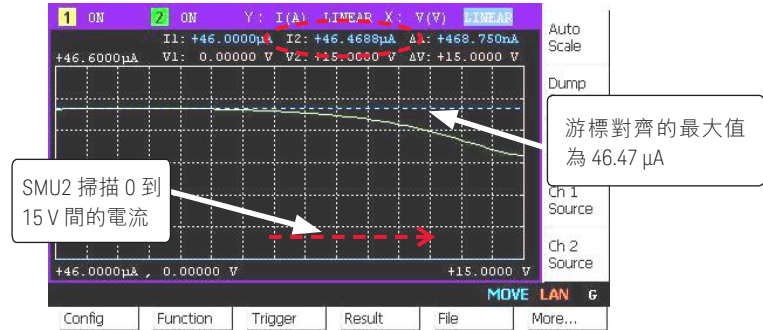 1 ON 2 ON Y: I(A) LINEAR X: V(V) LINEAR
I1: +46.0000μA I2: +46.4688μA ΔI: +468.750nA
+46.6000μA V1: 0.00000 V V2: +15.0000 V ΔV: +15.0000 V
Auto
Scale
Dump
游標對齊的最大值
為 46.47 μA
SMU2 掃描 0 到
15 V 間的電流
Ch 1
Source
Ch 2
Source
+46.0000μA , 0.00000 V +15.0000 V
MOVE LAN G
Config Function Trigger Result File More...